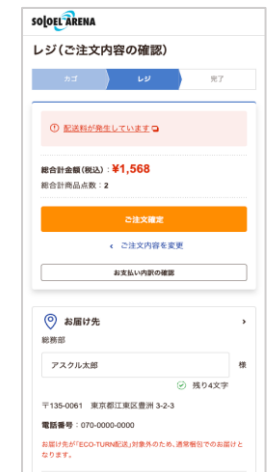 SOLOEL ARENA
レジ(ご注文内容の確認)
カゴ
レジ
完了
配送料が発生しています
総合計金額(税込):¥1,568
総合計商品点数:2
ご注文確定
ご注文内容を変更
お支払い内訳の確認
お届け先
総務部
アスクル太郎 様
残り4文字
〒135-0061 東京都江東区豊洲 3-2-3
電話番号:070-0000-0000
お届け先が「ECO-TURN配送」対象外のため、通常梱包でのお届けと
なります。